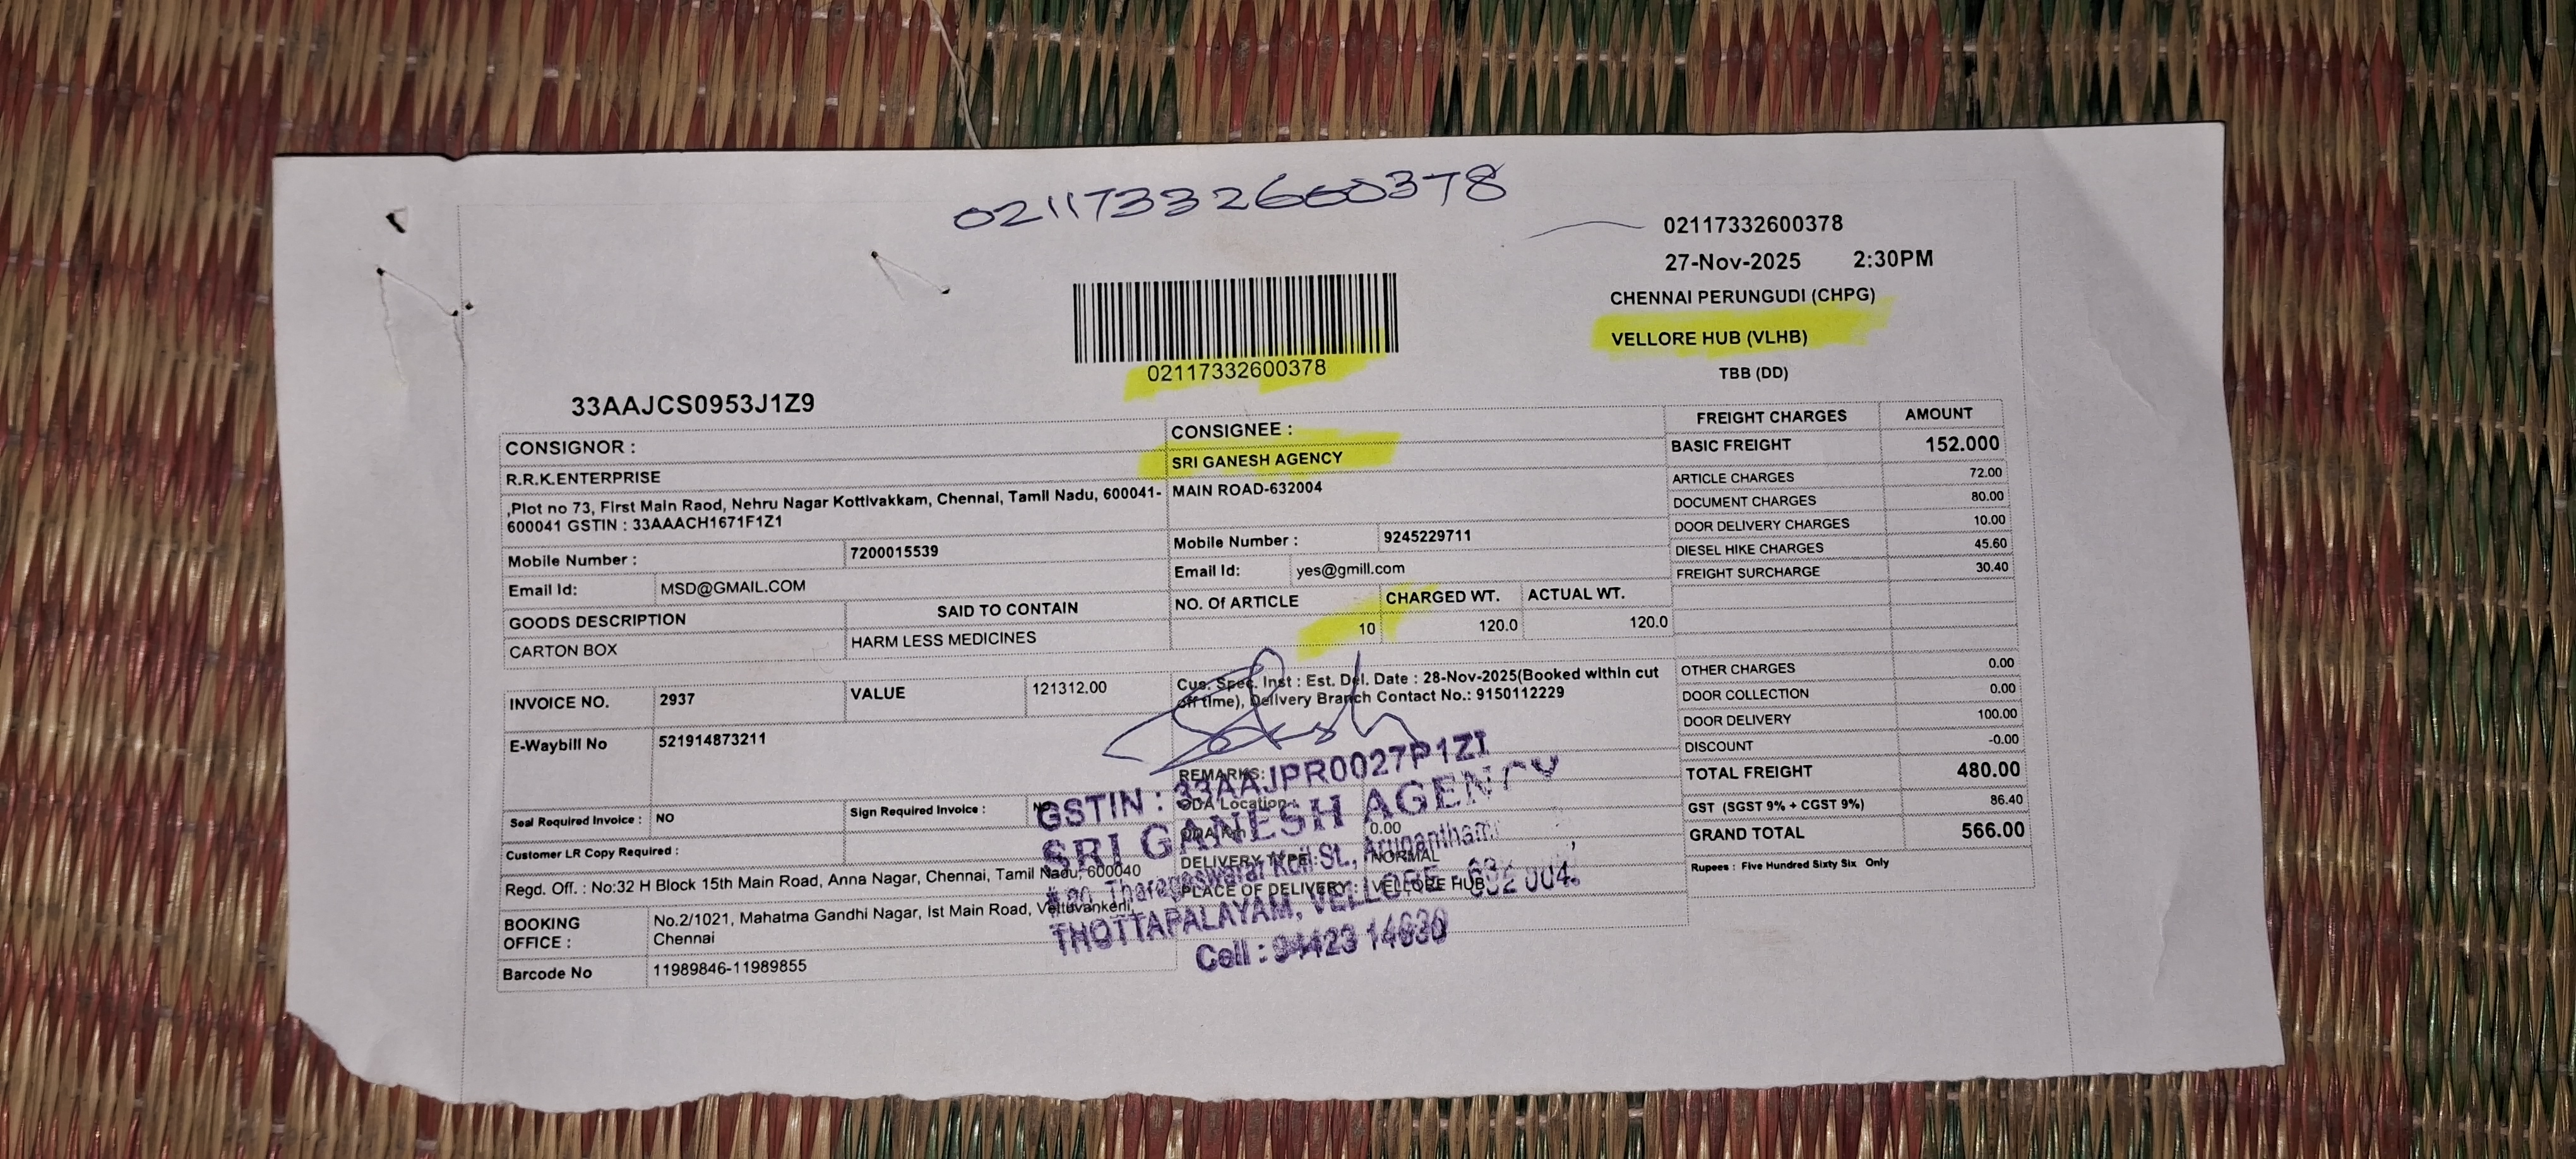 02117332600378
02117332600378
27-Nov-2025 2:30PM
CHENNAI PERUNGUDI (CHPG)
VELLORE HUB (VLHB)
TBB (DD)
02117332600378
33AAJCS0953J1Z9
CONSIGNOR :
R.R.K.ENTERPRISE
,Plot no 73, First Main Raod, Nehru Nagar Kottivakkam, Chennai, Tamil Nadu, 600041-
600041 GSTIN : 33AAACH1671F1Z1
Mobile Number : 7200015539
Email Id: MSD@GMAIL.COM
GOODS DESCRIPTION SAID TO CONTAIN
CARTON BOX HARM LESS MEDICINES
CONSIGNEE :
SRI GANESH AGENCY
MAIN ROAD-632004
Mobile Number : 9245229711
Email Id: yes@gmill.com
NO. Of ARTICLE CHARGED WT. ACTUAL WT.
10 120.0 120.0
FREIGHT CHARGES AMOUNT
BASIC FREIGHT 152.000
ARTICLE CHARGES 72.00
DOCUMENT CHARGES 80.00
DOOR DELIVERY CHARGES 10.00
DIESEL HIKE CHARGES 45.60
FREIGHT SURCHARGE 30.40
OTHER CHARGES 0.00
DOOR COLLECTION 0.00
DOOR DELIVERY 100.00
DISCOUNT -0.00
TOTAL FREIGHT 480.00
GST (SGST 9% + CGST 9%) 86.40
GRAND TOTAL 566.00
Rupees : Five Hundred Sixty Six Only
INVOICE NO. 2937 VALUE 121312.00
Cus. Spec. Inst : Est. Del. Date : 28-Nov-2025(Booked within cut
off time), Delivery Branch Contact No.: 9150112229
E-Waybill No 521914873211
REMARKS:
ODA Location :
0.00
DELIVERY TYPE : NORMAL
PLACE OF DELIVERY : VELLORE HUB
Seal Required Invoice : NO Sign Required Invoice :
Customer LR Copy Required :
Regd. Off. : No:32 H Block 15th Main Road, Anna Nagar, Chennai, Tamil Nadu, 600040
BOOKING OFFICE : No.2/1021, Mahatma Gandhi Nagar, Ist Main Road, Vettuvankeni,
Chennai
Barcode No 11989846-11989855
GSTIN : 33AAJPR0027P1ZI
SRI GANESH AGENCY
Koil St.,
THOTTAPALAYAM, VELLORE - 632 004.
Cell : 94423 14630